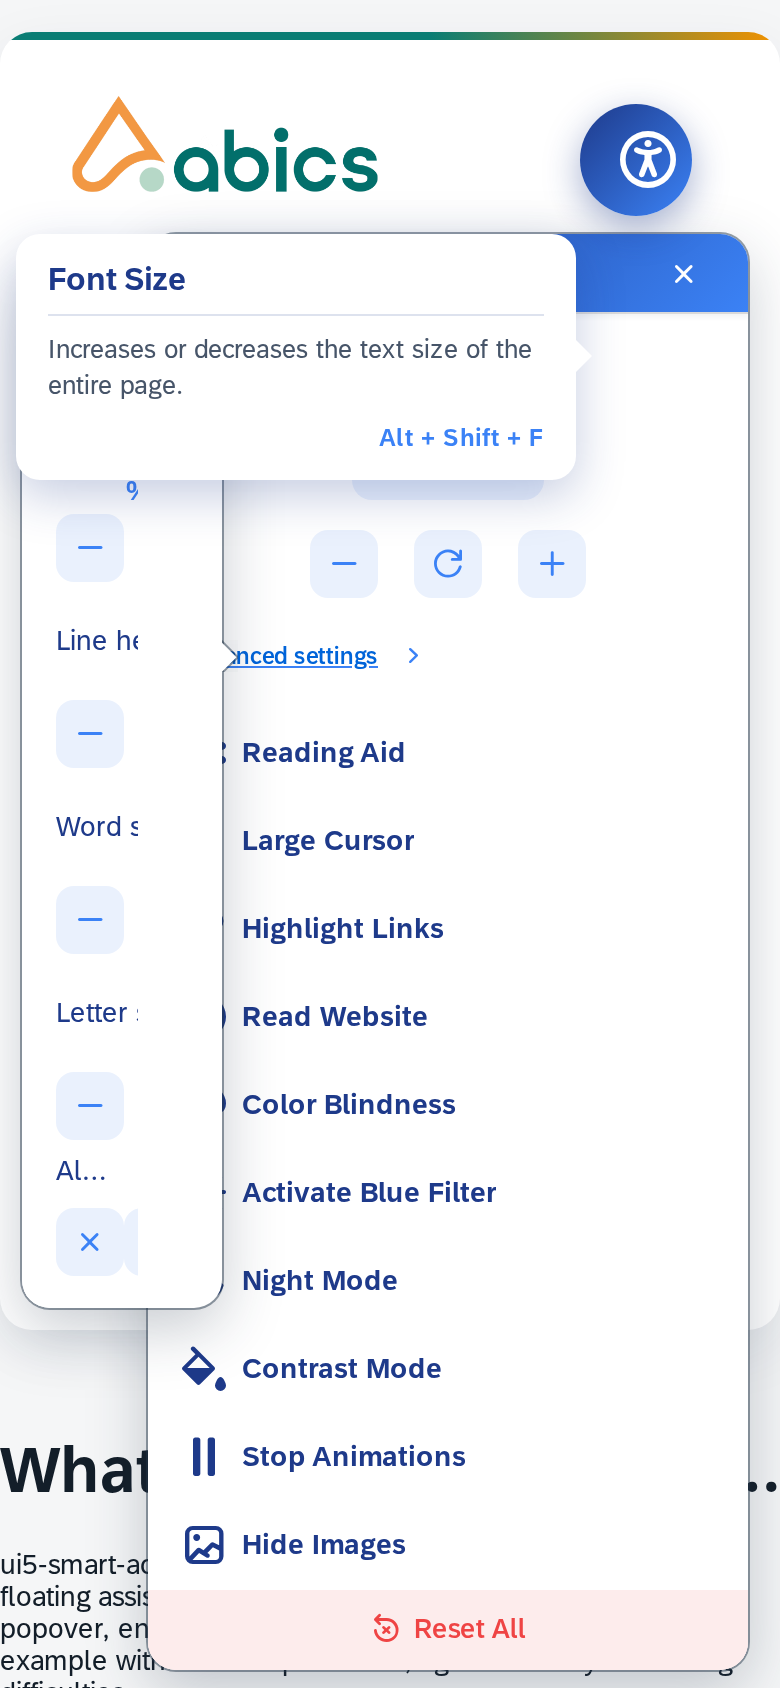 abics
Font Size
Increases or decreases the text size of the
entire page.
Alt + Shift + F
%
Line he
nced settings
Reading Aid
Word s
Large Cursor
Highlight Links
Letter
Read Website
Color Blindness
Al...
Activate Blue Filter
Night Mode
Contrast Mode
Stop Animations
What
..
Hide Images
ui5-smart-ac
floating assis
popover, en
Reset All
example with